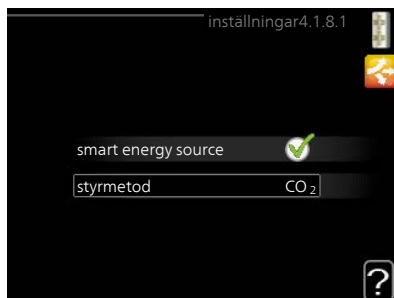 inställningar4.1.8.1
smart energy source
styrmetod CO₂
?